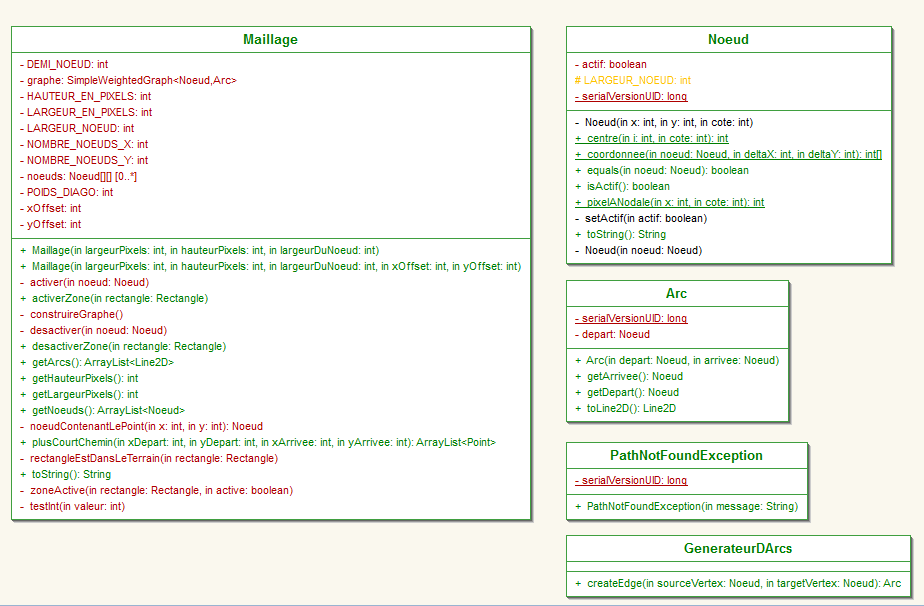 Maillage
- DEMI_NOEUD: int
- graphe: SimpleWeightedGraph<Noeud,Arc>
- HAUTEUR_EN_PIXELS: int
- LARGEUR_EN_PIXELS: int
- LARGEUR_NOEUD: int
- NOMBRE_NOEUDS_X: int
- NOMBRE_NOEUDS_Y: int
- noeuds: Noeud[][] [0..*]
- POIDS_DIAGO: int
- xOffset: int
- yOffset: int
+ Maillage(in largeurPixels: int, in hauteurPixels: int, in largeurDuNoeud: int)
+ Maillage(in largeurPixels: int, in hauteurPixels: int, in largeurDuNoeud: int, in xOffset: int, in yOffset: int)
- activer(in noeud: Noeud)
+ activerZone(in rectangle: Rectangle)
- construireGraphe()
- desactiver(in noeud: Noeud)
+ desactiverZone(in rectangle: Rectangle)
+ getArcs(): ArrayList<Line2D>
+ getHauteurPixels(): int
+ getLargeurPixels(): int
+ getNoeuds(): ArrayList<Noeud>
- noeudContenantLePoint(in x: int, in y: int): Noeud
+ plusCourtChemin(in xDepart: int, in yDepart: int, in xArrivee: int, in yArrivee: int): ArrayList<Point>
- rectangleEstDansLeTerrain(in rectangle: Rectangle)
+ toString(): String
- zoneActive(in rectangle: Rectangle, in active: boolean)
- testInt(in valeur: int)
Noeud
- actif: boolean
# LARGEUR_NOEUD: int
- serialVersionUID: long
- Noeud(in x: int, in y: int, in cote: int)
+ centre(in i: int, in cote: int): int
+ coordonnee(in noeud: Noeud, in deltaX: int, in deltaY: int): int[]
+ equals(in noeud: Noeud): boolean
+ isActif(): boolean
+ pixelANodale(in x: int, in cote: int): int
- setActif(in actif: boolean)
+ toString(): String
- Noeud(in noeud: Noeud)
Arc
- serialVersionUID: long
- depart: Noeud
+ Arc(in depart: Noeud, in arrivee: Noeud)
+ getArrivee(): Noeud
+ getDepart(): Noeud
+ toLine2D(): Line2D
PathNotFoundException
- serialVersionUID: long
+ PathNotFoundException(in message: String)
GenerateurDArcs
+ createEdge(in sourceVertex: Noeud, in targetVertex: Noeud): Arc